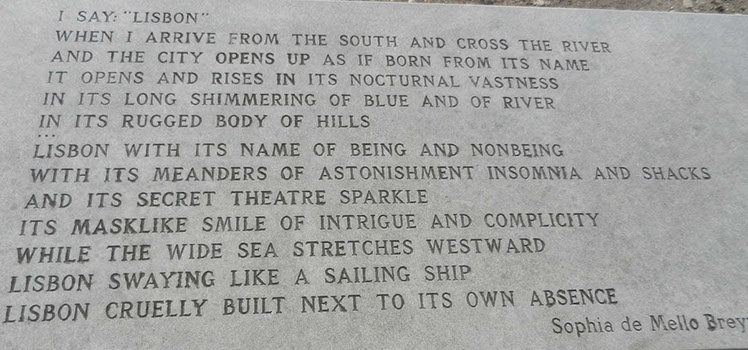 I SAY: "LISBON"
WHEN I ARRIVE FROM THE SOUTH AND CROSS THE RIVER
AND THE CITY OPENS UP AS IF BORN FROM ITS NAME
IT OPENS AND RISES IN ITS NOCTURNAL VASTNESS
IN ITS LONG SHIMMERING OF BLUE AND OF RIVER
IN ITS RUGGED BODY OF HILLS
...
LISBON WITH ITS NAME OF BEING AND NONBEING
WITH ITS MEANDERS OF ASTONISHMENT INSOMNIA AND SHACKS
AND ITS SECRET THEATRE SPARKLE
ITS MASKLIKE SMILE OF INTRIGUE AND COMPLICITY
WHILE THE WIDE SEA STRETCHES WESTWARD
LISBON SWAYING LIKE A SAILING SHIP
LISBON CRUELLY BUILT NEXT TO ITS OWN ABSENCE
Sophia de Mello Brey